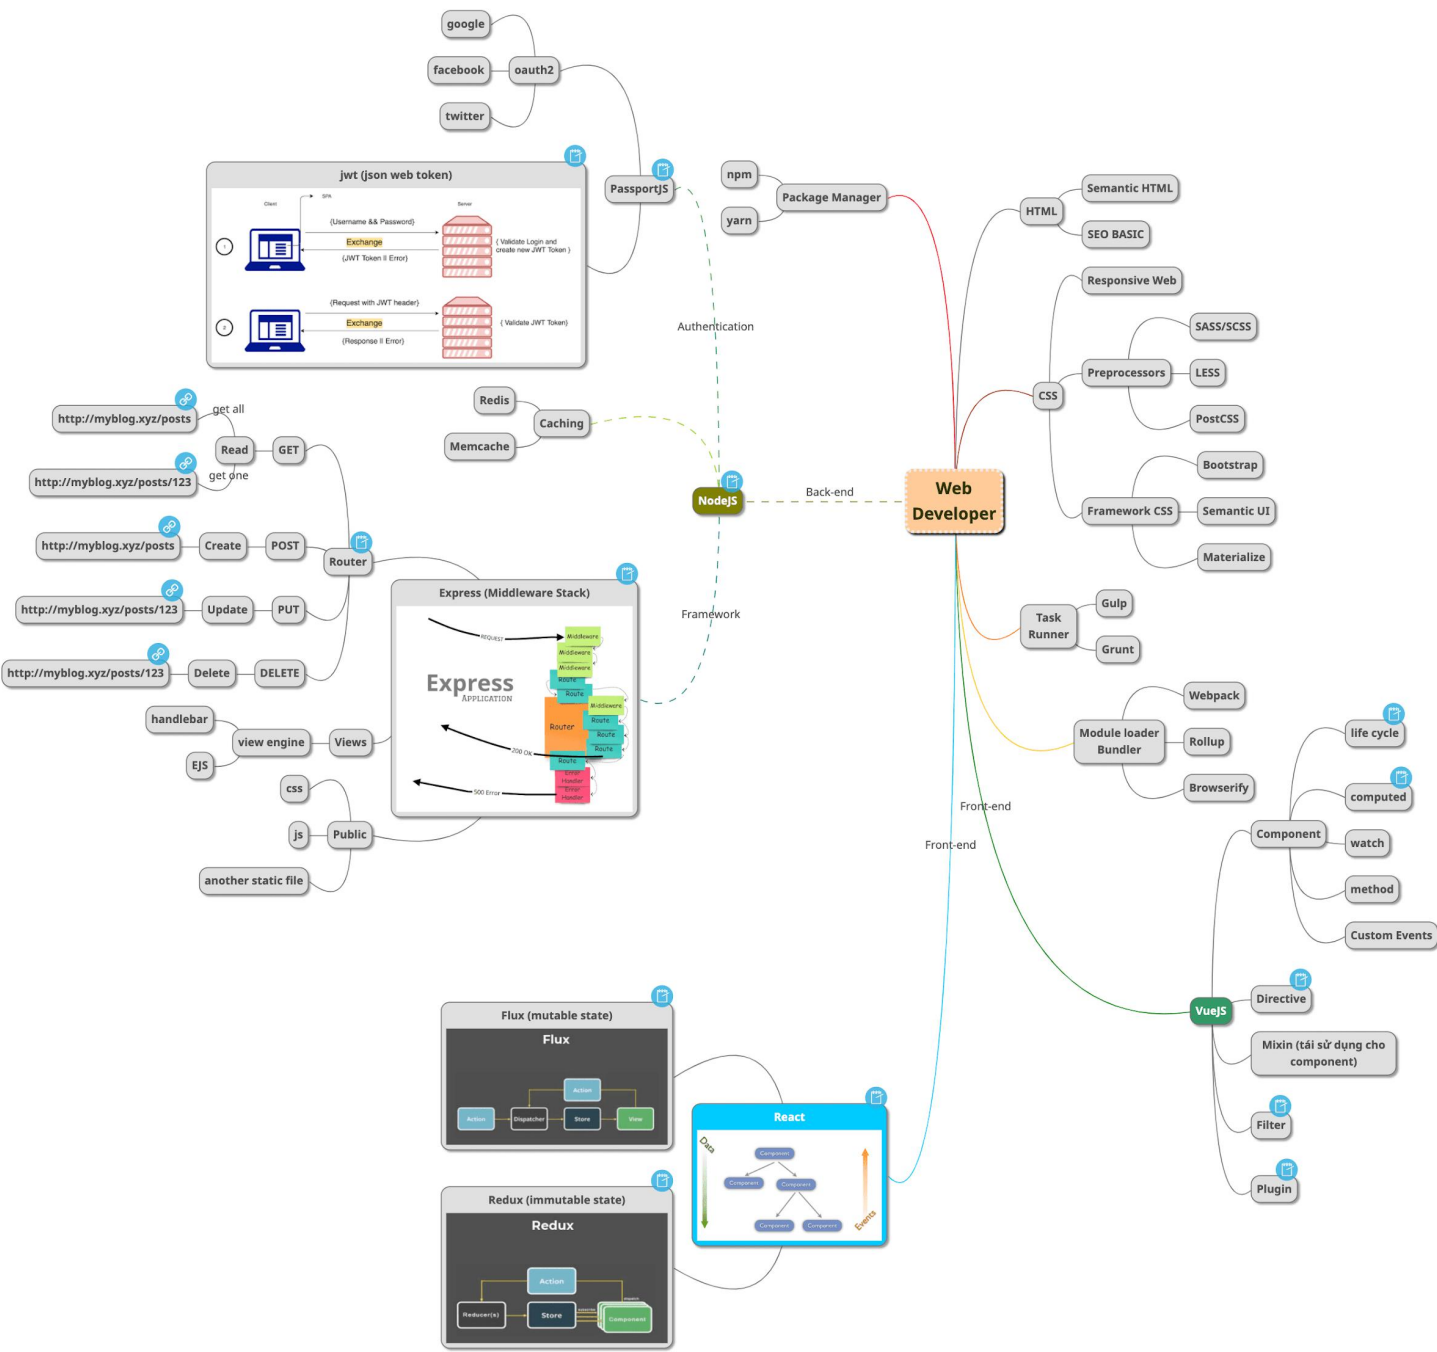 google
facebook
oauth2
twitter
jwt (json web token)
Client
SPA
Server
{Username && Password}
1
Exchange
{ Validate Login and
create new JWT Token }
(JWT Token || Error)
{Request with JWT header}
2
Exchange
( Validate JWT Token)
{Response || Error}
PassportJS
Authentication
npm
Package Manager
yarn
HTML
Semantic HTML
SEO BASIC
CSS
Responsive Web
Preprocessors
SASS/SCSS
LESS
PostCSS
Framework CSS
Bootstrap
Semantic UI
Materialize
Redis
Caching
Memcache
NodeJS
Back-end
Web
Developer
get all
http://myblog.xyz/posts
Read
GET
get one
http://myblog.xyz/posts/123
http://myblog.xyz/posts
Create
POST
Router
http://myblog.xyz/posts/123
Update
PUT
http://myblog.xyz/posts/123
Delete
DELETE
Express (Middleware Stack)
REQUEST
Middleware
Middleware
Middleware
Route
Route
Express
APPLICATION
Middleware
Router
Route
Route
Route
200 OK
Route
Error
Handler
Error
Handler
500 Error
Framework
handlebar
view engine
Views
EJS
css
js
Public
another static file
Task
Runner
Gulp
Grunt
Module loader
Bundler
Webpack
Rollup
Browserify
Front-end
Front-end
life cycle
computed
Component
watch
method
Custom Events
VueJS
Directive
Mixin (tái sử dụng cho
component)
Filter
Plugin
Flux (mutable state)
Flux
Action
Action
Dispatcher
Store
View
React
Data
Component
Component
Component
Component
Component
Events
Redux (immutable state)
Redux
Action
Reducer(s)
Store
Component